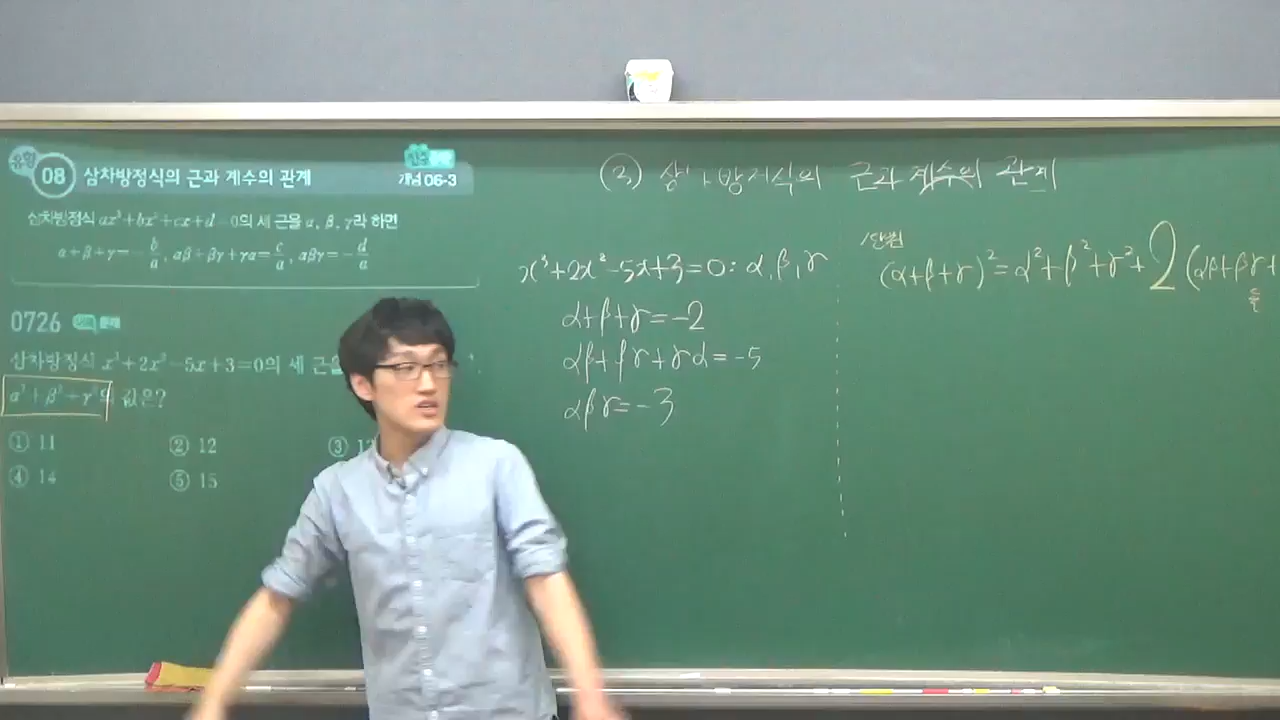 유형 08 삼차방정식의 근과 계수의 관계
개념 06-3
삼차방정식 ax³+bx²+cx+d=0의 세 근을 α, β, γ라 하면
α+β+γ=-b/a, αβ+βγ+γα=c/a, αβγ=-d/a
0726
삼차방정식 x³+2x²-5x+3=0의 세 근을
α²+β²+γ²의 값은?
① 11
② 12
③
④ 14
⑤ 15
(2) 삼차방정식의 근과 계수의 관계
x³+2x²-5x+3=0 : α, β, γ
α+β+γ=-2
αβ+βγ+γα=-5
αβγ=-3
(α+β+γ)²=α²+β²+γ²+2(αβ+βγ+